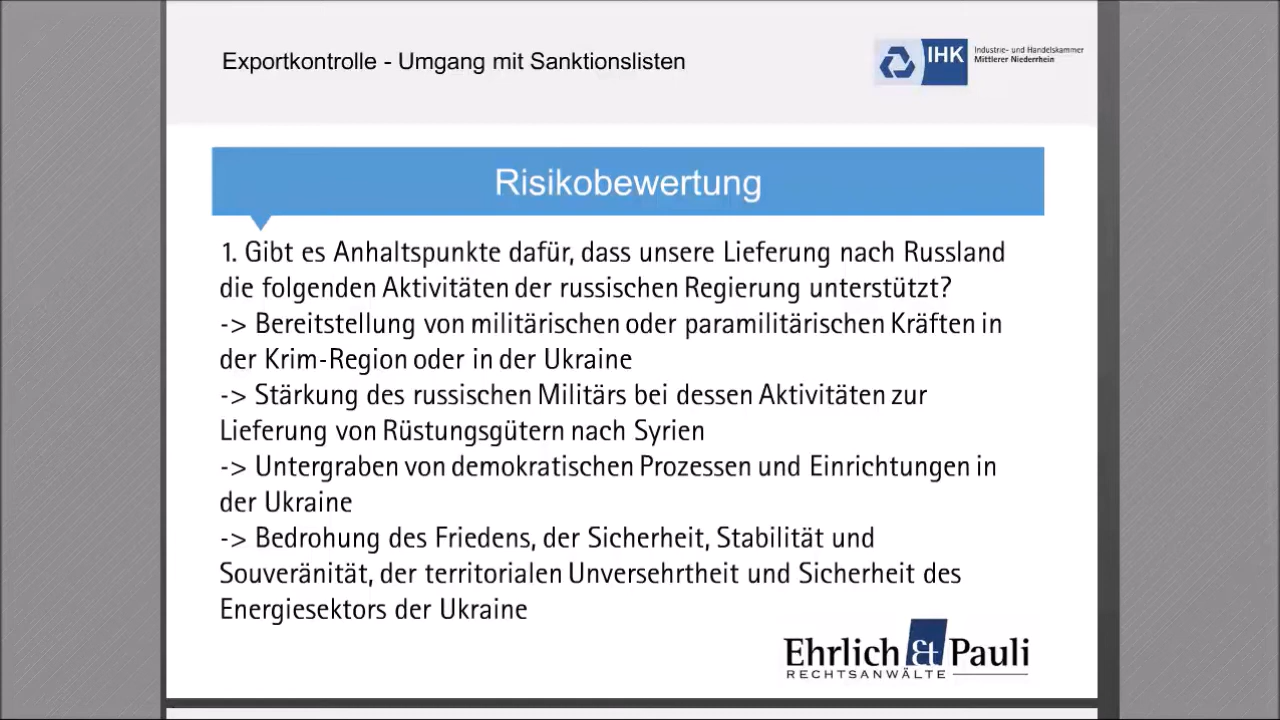 Exportkontrolle - Umgang mit Sanktionslisten
IHK
Industrie- und Handelskammer
Mittlerer Niederrhein
Risikobewertung
1. Gibt es Anhaltspunkte dafür, dass unsere Lieferung nach Russland
die folgenden Aktivitäten der russischen Regierung unterstützt?
-> Bereitstellung von militärischen oder paramilitärischen Kräften in
der Krim-Region oder in der Ukraine
-> Stärkung des russischen Militärs bei dessen Aktivitäten zur
Lieferung von Rüstungsgütern nach Syrien
-> Untergraben von demokratischen Prozessen und Einrichtungen in
der Ukraine
-> Bedrohung des Friedens, der Sicherheit, Stabilität und
Souveränität, der territorialen Unversehrtheit und Sicherheit des
Energiesektors der Ukraine
Ehrlich & Pauli
RECHTSANWÄLTE